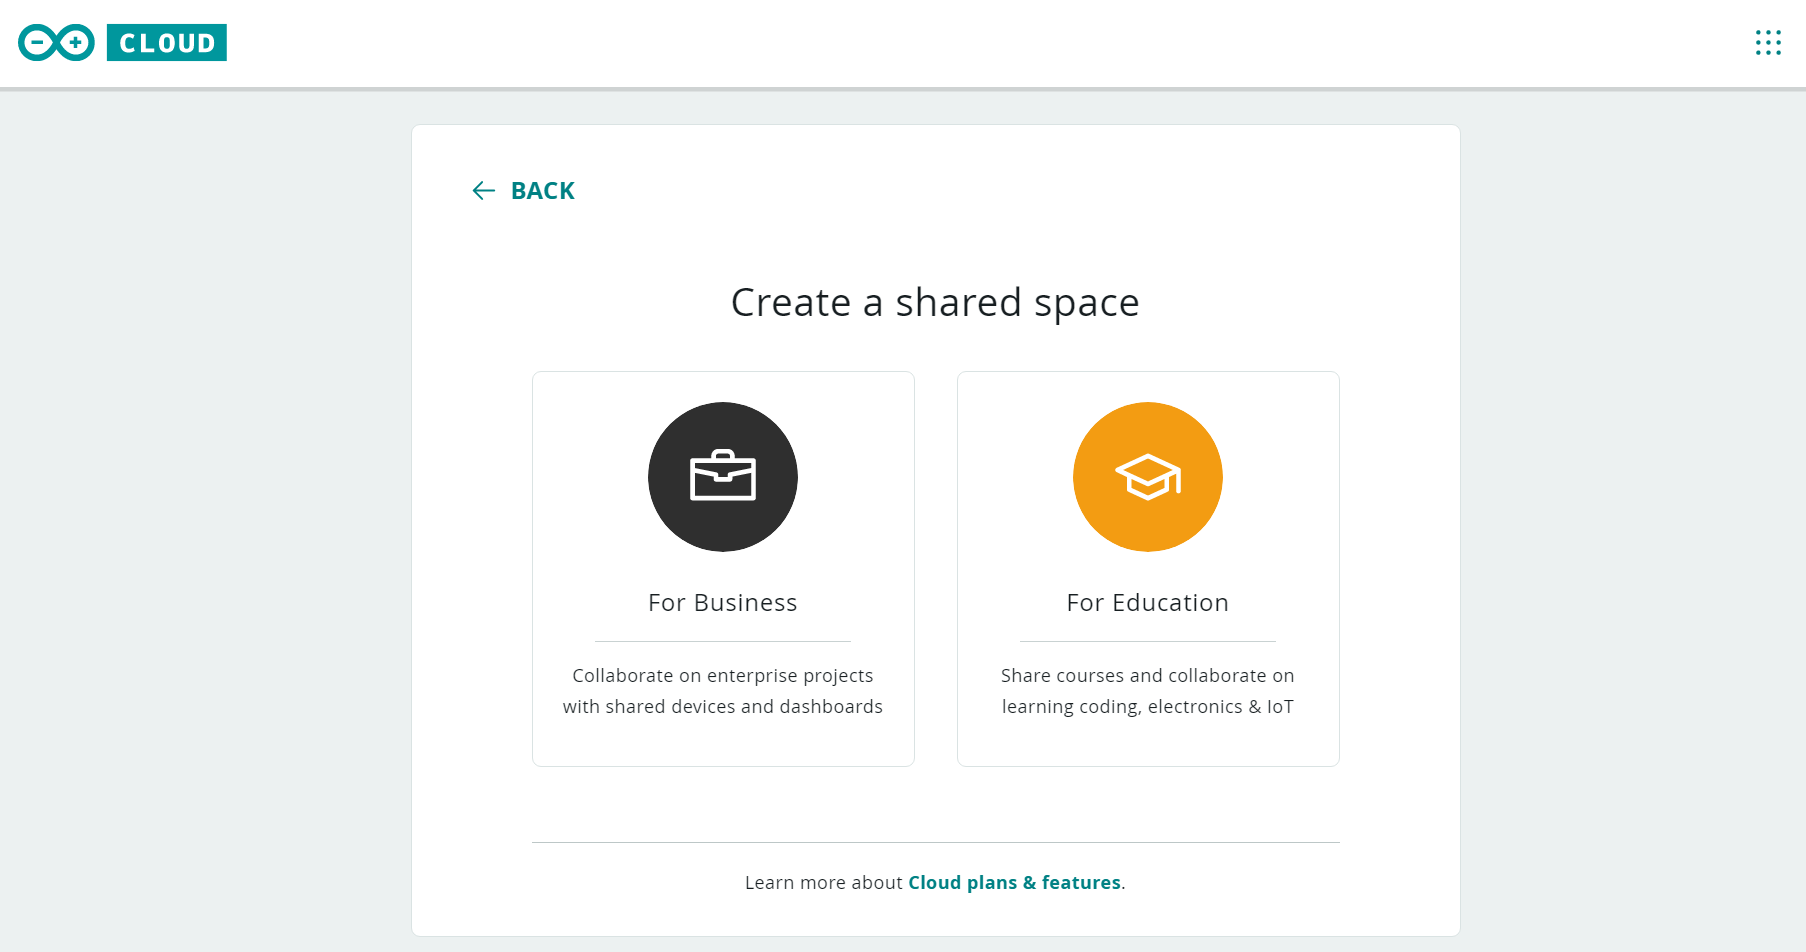 CLOUD
BACK
Create a shared space
For Business
Collaborate on enterprise projects
with shared devices and dashboards
For Education
Share courses and collaborate on
learning coding, electronics & IoT
Learn more about Cloud plans & features.